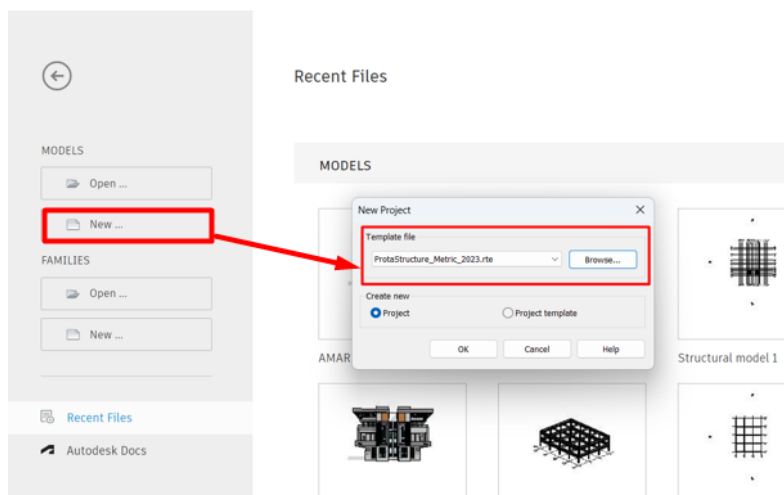 Recent Files
MODELS
Open ...
New ...
FAMILIES
Open ...
New ...
Recent Files
Autodesk Docs
MODELS
New Project
Template file
ProtaStructure_Metric_2023.rte
Browse...
Create new
Project
Project template
OK
Cancel
Help
AMAR
Structural model 1